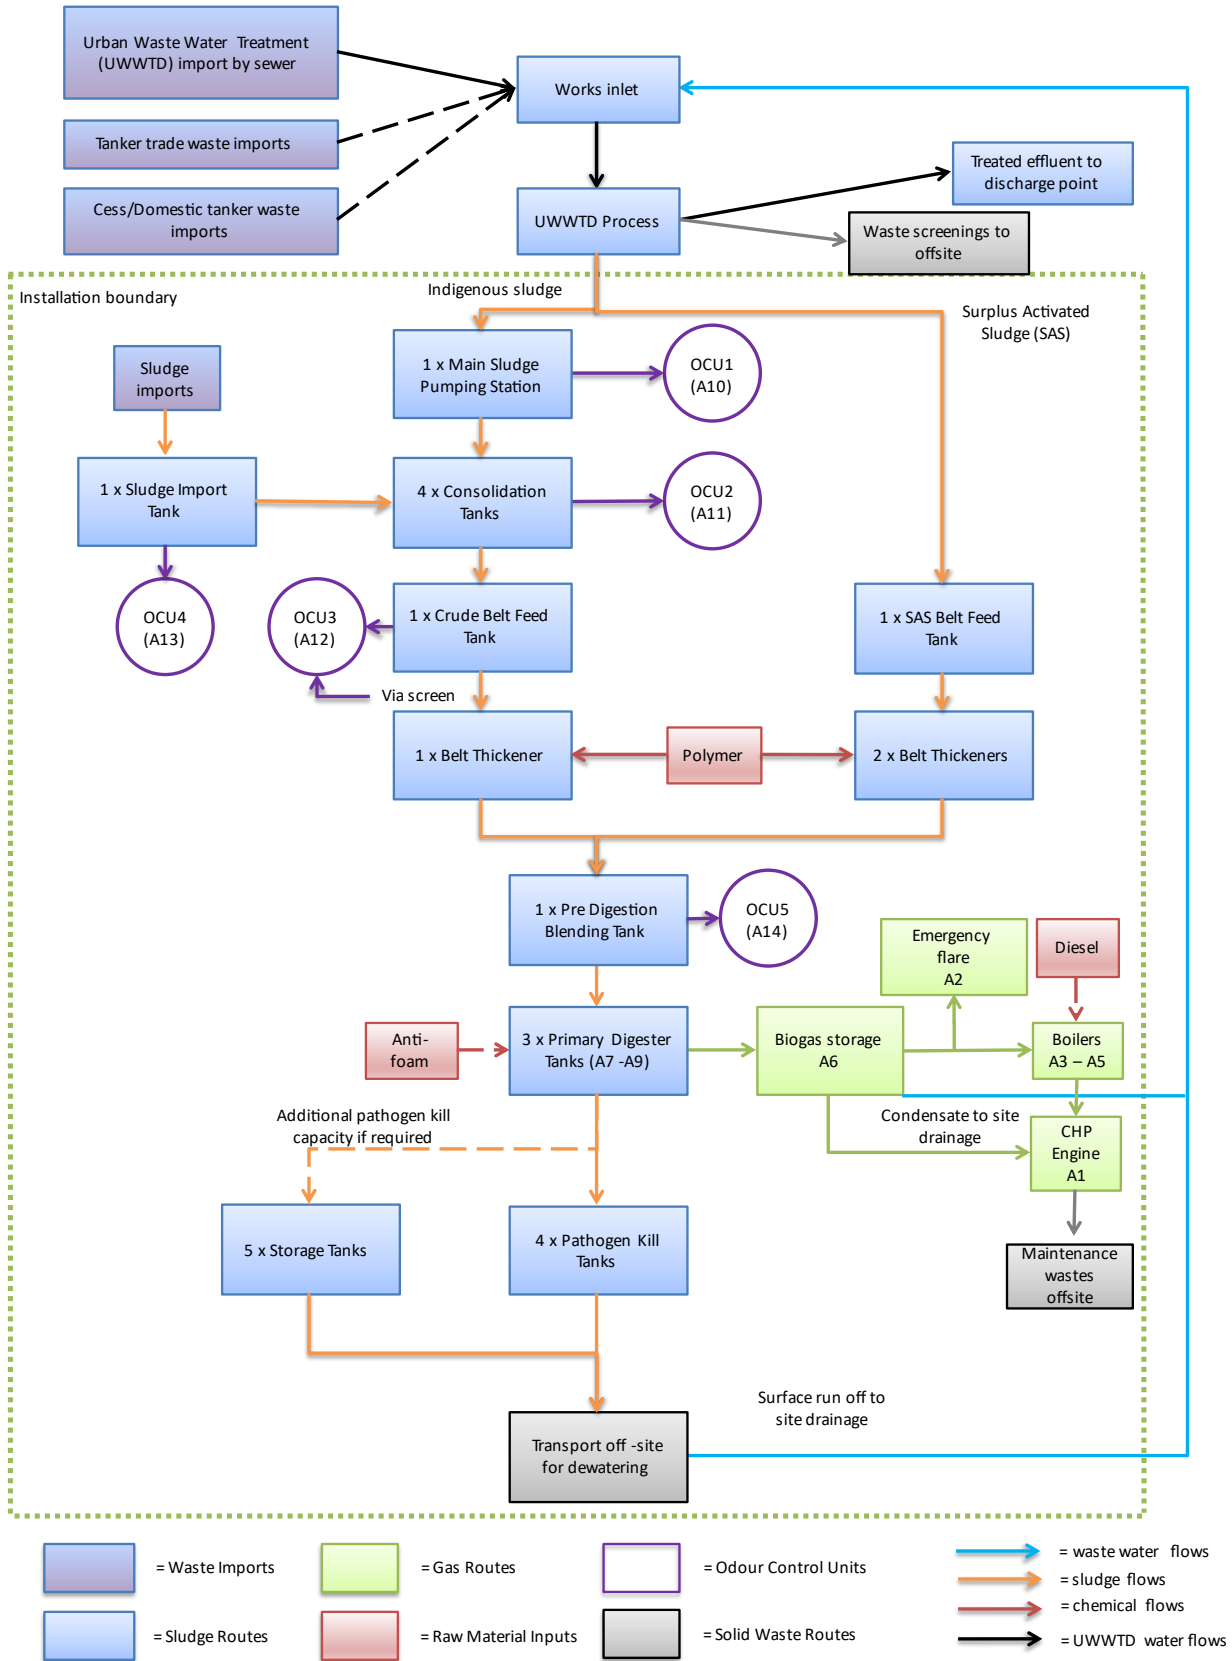 Urban Waste Water Treatment
(UWWTD) import by sewer
Works inlet
Tanker trade waste imports
Treated effluent to
discharge point
Cess/Domestic tanker waste
imports
UWWTD Process
Waste screenings to
offsite
Installation boundary
Indigenous sludge
Surplus Activated
Sludge (SAS)
Sludge
imports
1 x Main Sludge
Pumping Station
OCU1
(A10)
1 x Sludge Import
Tank
4 x Consolidation
Tanks
OCU2
(A11)
OCU4
(A13)
OCU3
(A12)
1 x Crude Belt Feed
Tank
1 x SAS Belt Feed
Tank
Via screen
1 x Belt Thickener
Polymer
2 x Belt Thickeners
1 x Pre Digestion
Blending Tank
OCU5
(A14)
Emergency
flare
A2
Diesel
Anti-
foam
3 x Primary Digester
Tanks (A7 -A9)
Biogas storage
A6
Boilers
A3 – A5
Additional pathogen kill
capacity if required
Condensate to site
drainage
CHP
Engine
A1
5 x Storage Tanks
4 x Pathogen Kill
Tanks
Maintenance
wastes
offsite
Surface run off to
site drainage
Transport off -site
for dewatering
= Waste Imports
= Gas Routes
= Odour Control Units
= waste water flows
= sludge flows
= Sludge Routes
= Raw Material Inputs
= Solid Waste Routes
= chemical flows
= UWWTD water flows